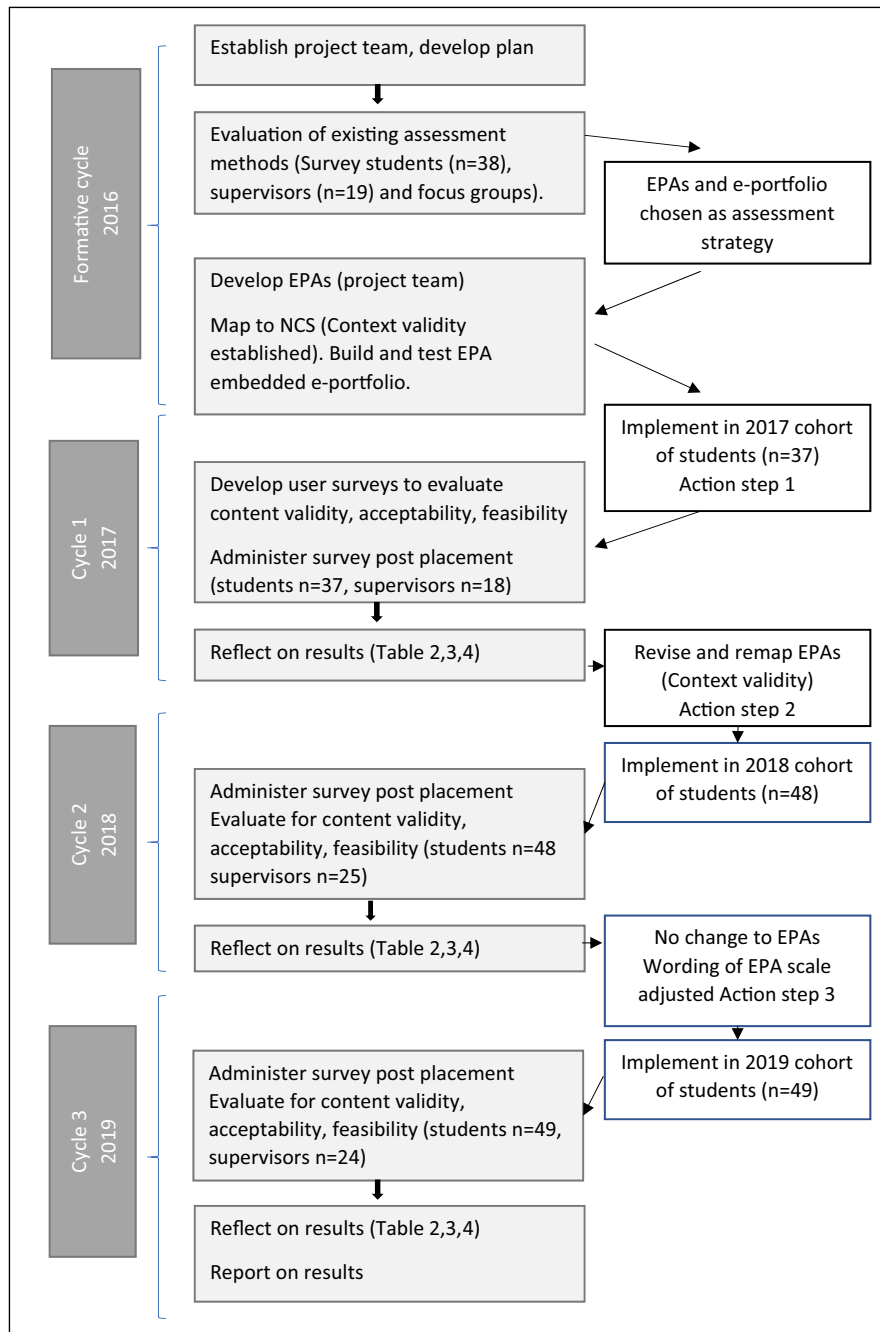 Establish project team, develop plan
Formative cycle
2016
Evaluation of existing assessment
methods (Survey students (n=38),
supervisors (n=19) and focus groups).
EPAs and e-portfolio
chosen as assessment
strategy
Develop EPAs (project team)
Map to NCS (Context validity
established). Build and test EPA
embedded e-portfolio.
Implement in 2017 cohort
of students (n=37)
Action step 1
Cycle 1
2017
Develop user surveys to evaluate
content validity, acceptability, feasibility
Administer survey post placement
(students n=37, supervisors n=18)
Reflect on results (Table 2,3,4)
Revise and remap EPAs
(Context validity)
Action step 2
Implement in 2018 cohort
of students (n=48)
Cycle 2
2018
Administer survey post placement
Evaluate for content validity,
acceptability, feasibility (students n=48
supervisors n=25)
Reflect on results (Table 2,3,4)
No change to EPAs
Wording of EPA scale
adjusted Action step 3
Implement in 2019 cohort
of students (n=49)
Cycle 3
2019
Administer survey post placement
Evaluate for content validity,
acceptability, feasibility (students n=49,
supervisors n=24)
Reflect on results (Table 2,3,4)
Report on results